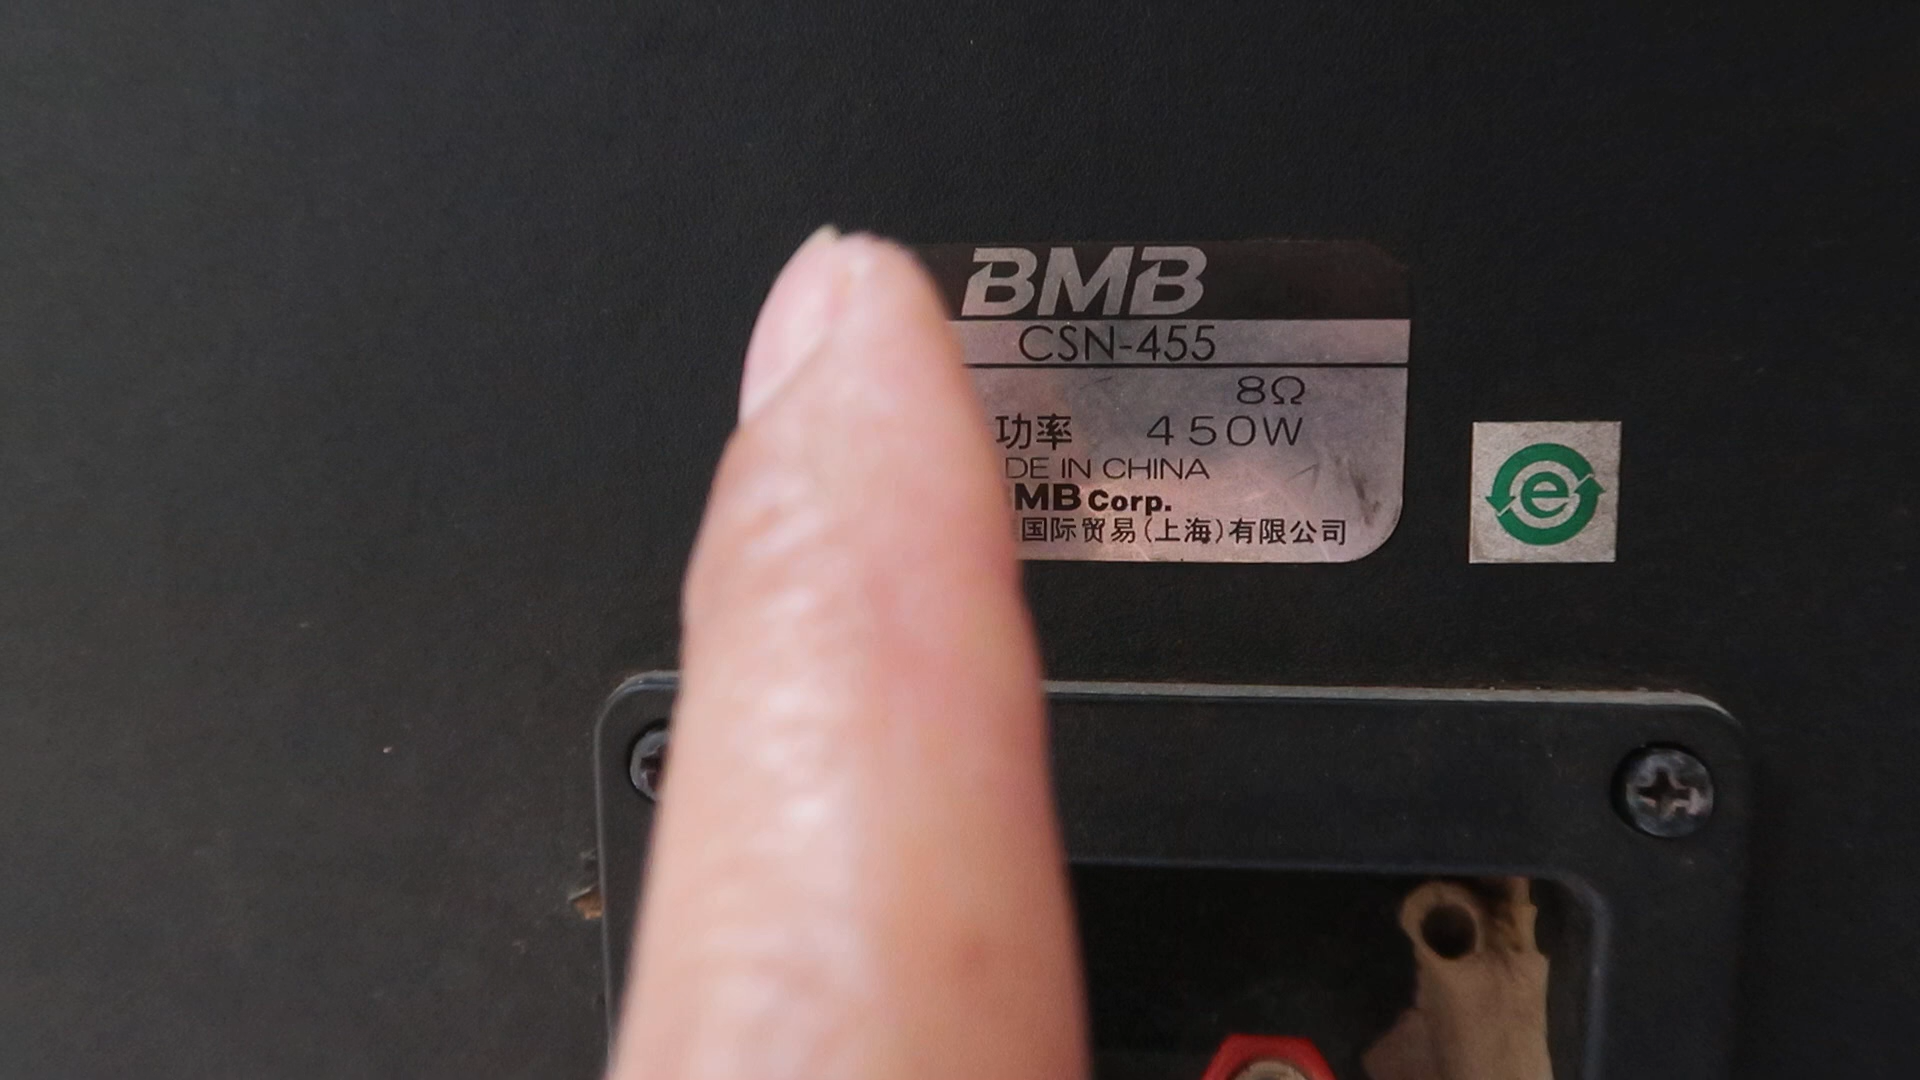 BMB
CSN-455
8Ω
功率 450W
DE IN CHINA
MB Corp.
国际贸易(上海)有限公司
e